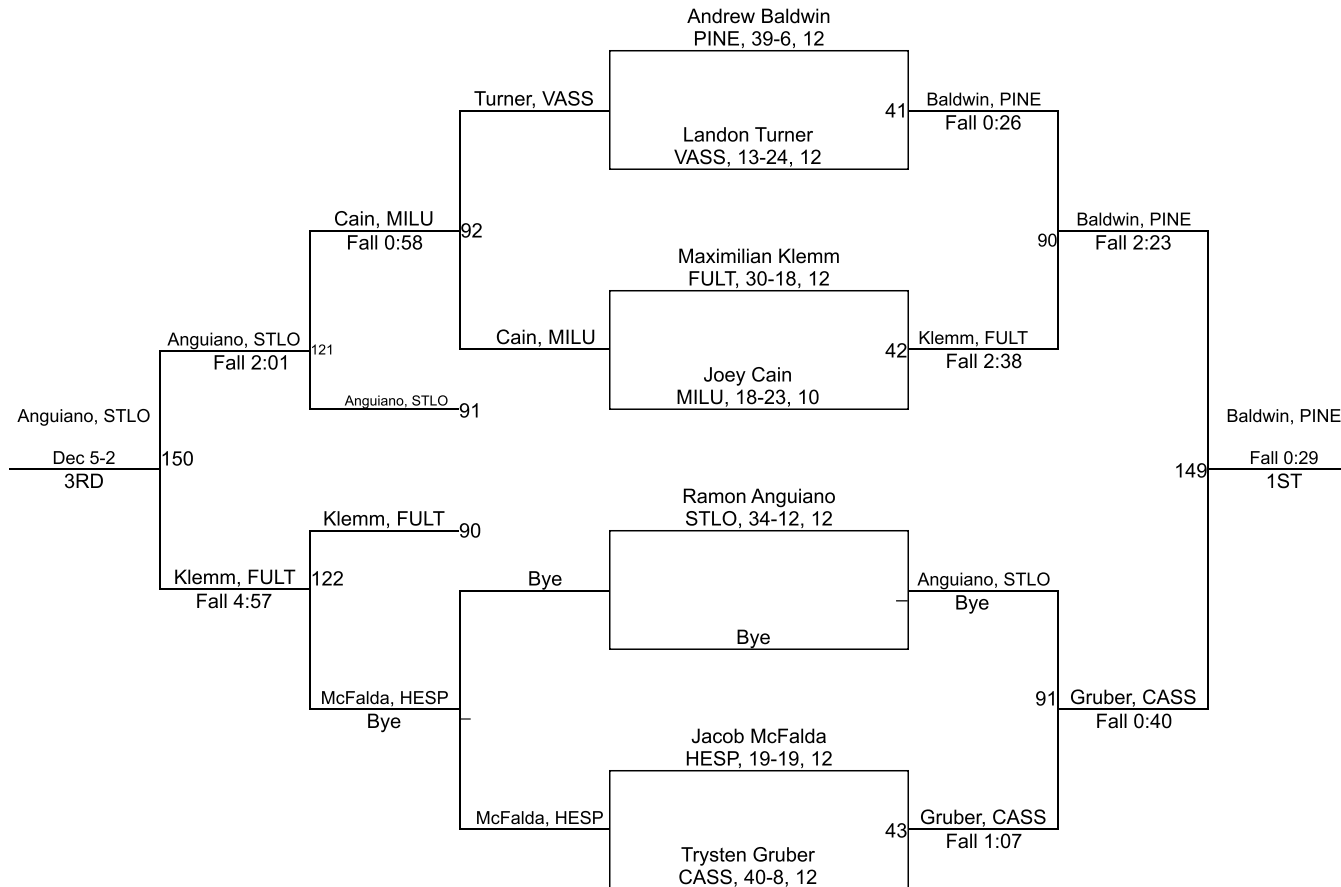 Andrew Baldwin
PINE, 39-6, 12
Turner, VASS
41
Baldwin, PINE
Fall 0:26
Landon Turner
VASS, 13-24, 12
Cain, MILU
Fall 0:58
92
90
Baldwin, PINE
Fall 2:23
Maximilian Klemm
FULT, 30-18, 12
Cain, MILU
42
Klemm, FULT
Fall 2:38
Anguiano, STLO
Fall 2:01
121
Joey Cain
MILU, 18-23, 10
Anguiano, STLO
91
Anguiano, STLO
Dec 5-2
3RD
150
149
Baldwin, PINE
Fall 0:29
1ST
Ramon Anguiano
STLO, 34-12, 12
Klemm, FULT
90
Klemm, FULT
Fall 4:57
122
Bye
Anguiano, STLO
Bye
Bye
McFalda, HESP
Bye
91
Gruber, CASS
Fall 0:40
Jacob McFalda
HESP, 19-19, 12
McFalda, HESP
43
Gruber, CASS
Fall 1:07
Trysten Gruber
CASS, 40-8, 12